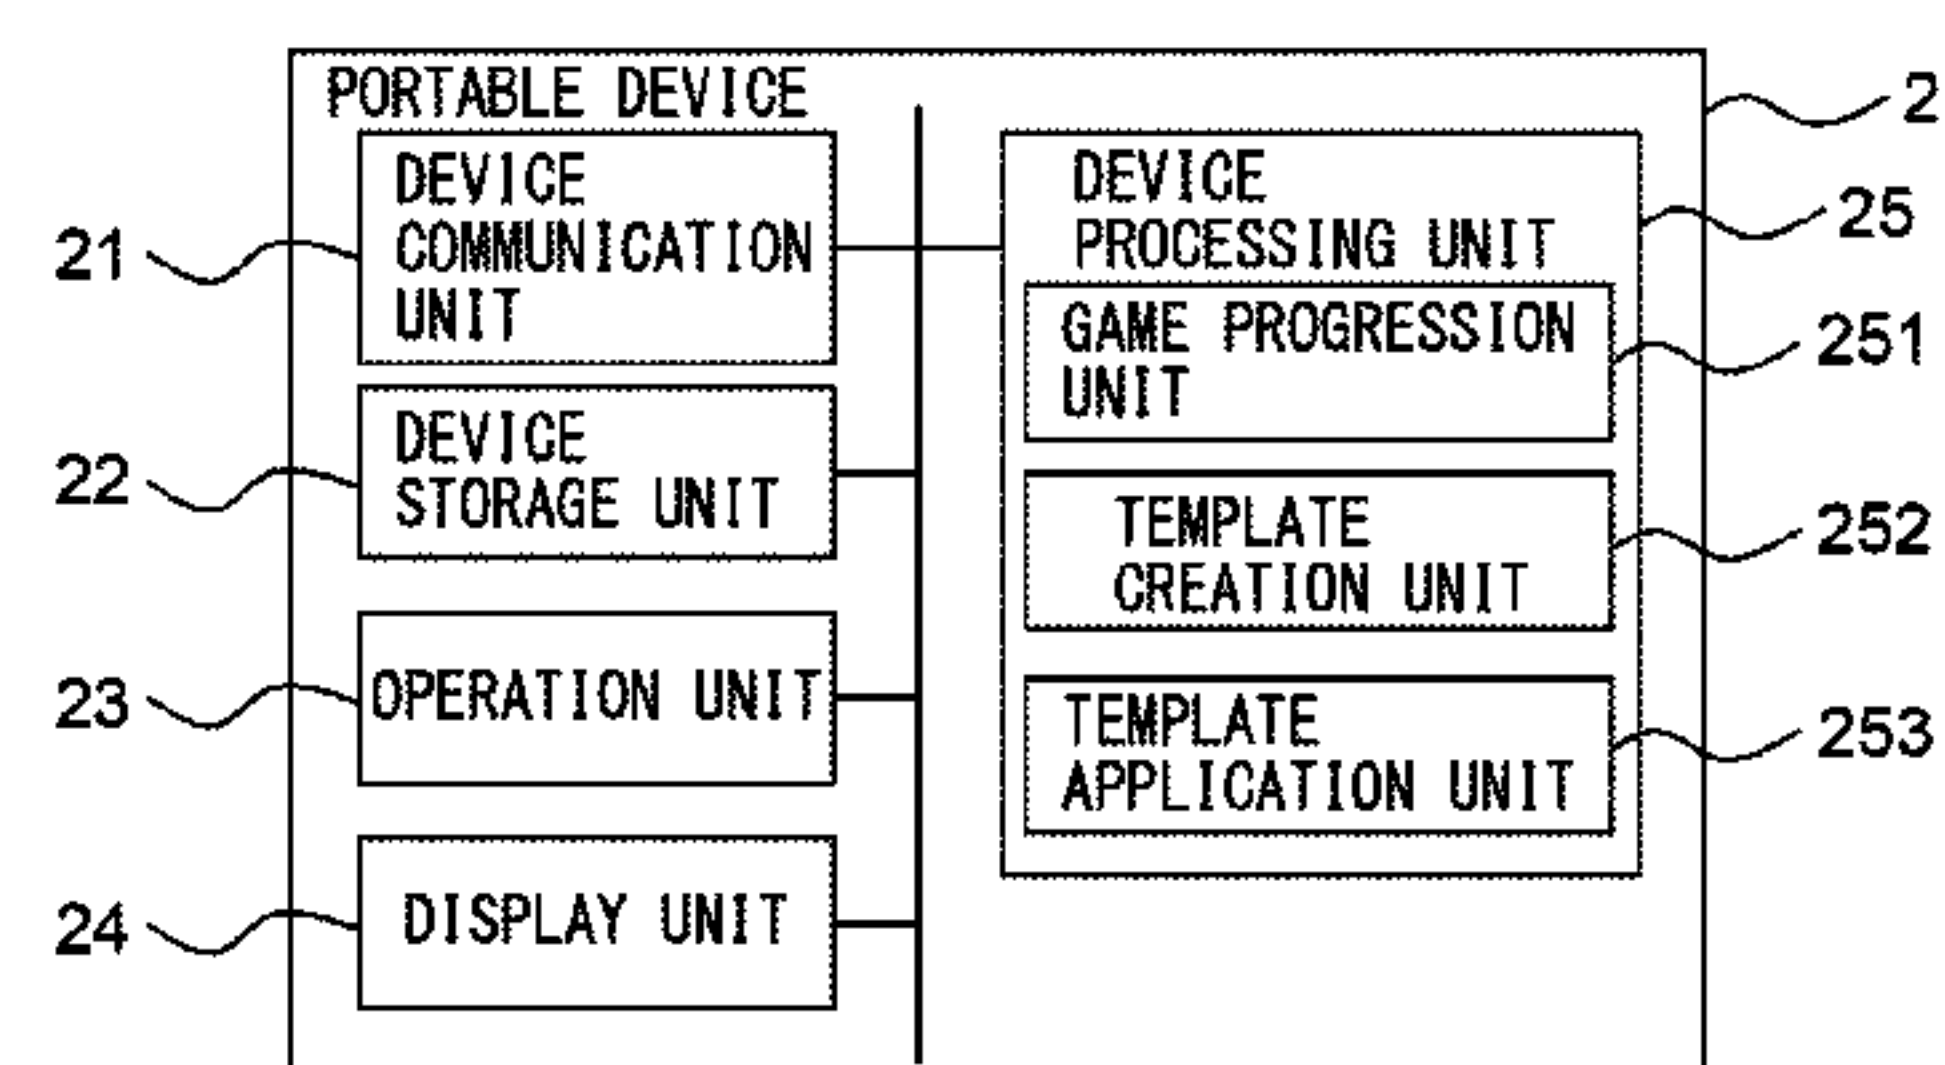 PORTABLE DEVICE
2
21
DEVICE
COMMUNICATION
UNIT
22
DEVICE
STORAGE UNIT
23
OPERATION UNIT
24
DISPLAY UNIT
DEVICE
PROCESSING UNIT
25
GAME PROGRESSION
UNIT
251
TEMPLATE
CREATION UNIT
252
TEMPLATE
APPLICATION UNIT
253